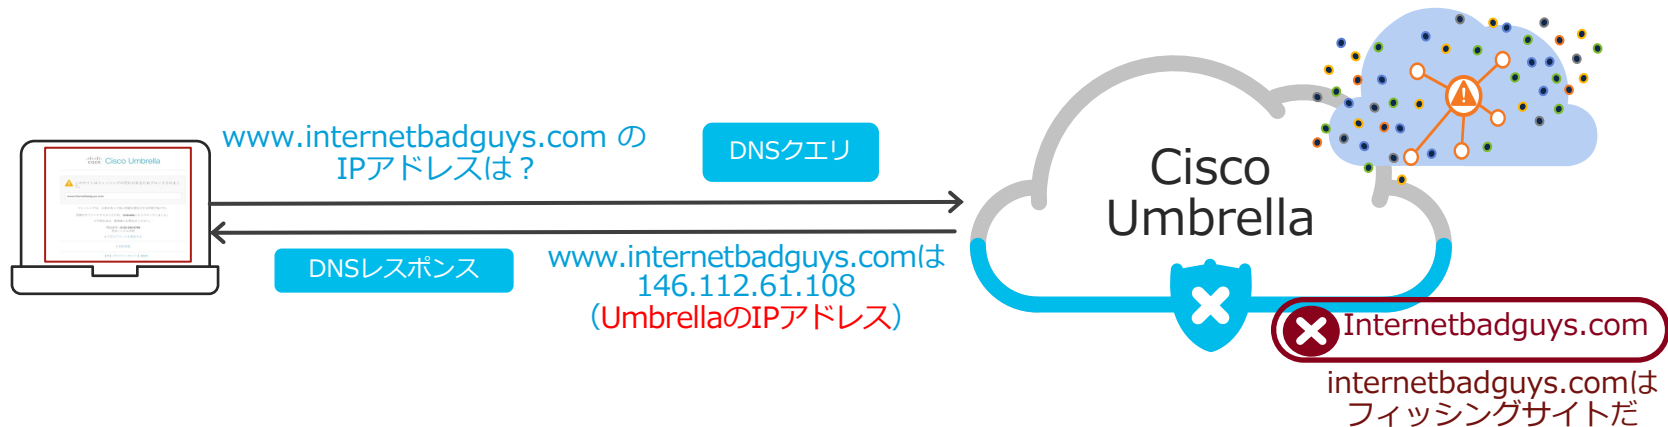 www.internetbadguys.com の
IPアドレスは？
DNSクエリ
Cisco Umbrella
www.internetbadguys.com
DNSレスポンス
www.internetbadguys.comは
146.112.61.108
（UmbrellaのIPアドレス）
Cisco
Umbrella
Internetbadguys.com
internetbadguys.comは
フィッシングサイトだ